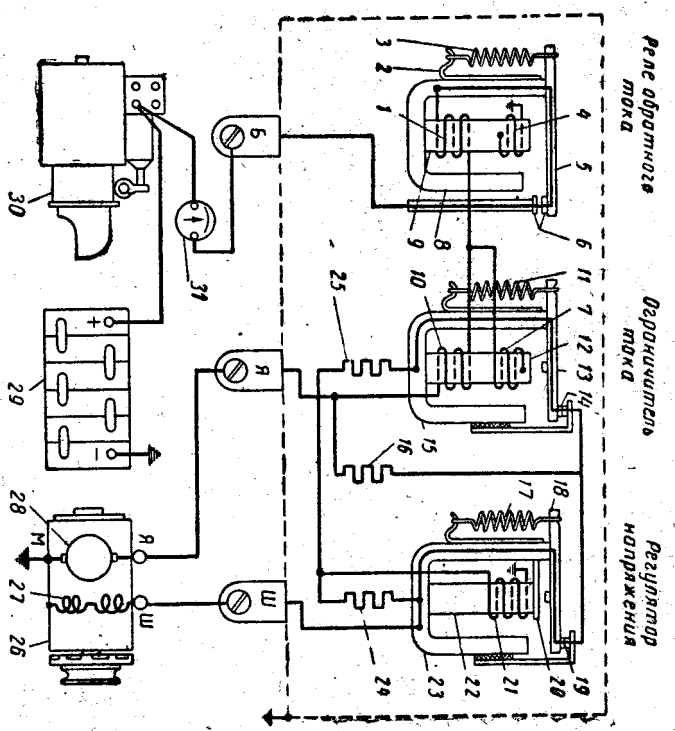 Реле обратного
тока
Ограничитель
тока
Регулятор
напряжения
3
2
1
4
5
9
8
6
11
10
7
12
13
14
15
25
16
17
18
19
20
21
22
23
24
Б
Я
Ш
30
31
29
+
−
28
М
27
26
Я
Ш